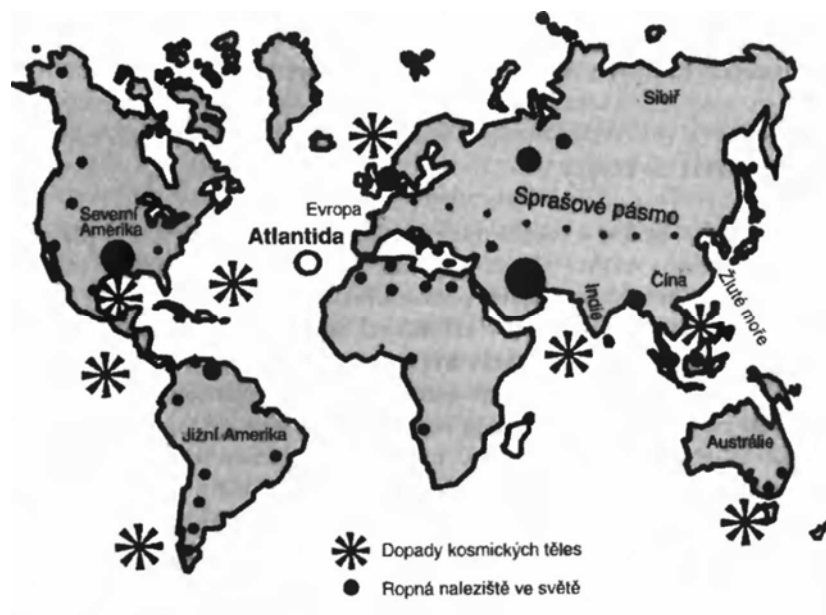 Sibiř
Severní
Amerika
Evropa
Atlantida
Sprašové pásmo
Čína
Indie
Žluté moře
Jižní Amerika
Austrálie
Dopady kosmických těles
Ropná naleziště ve světě